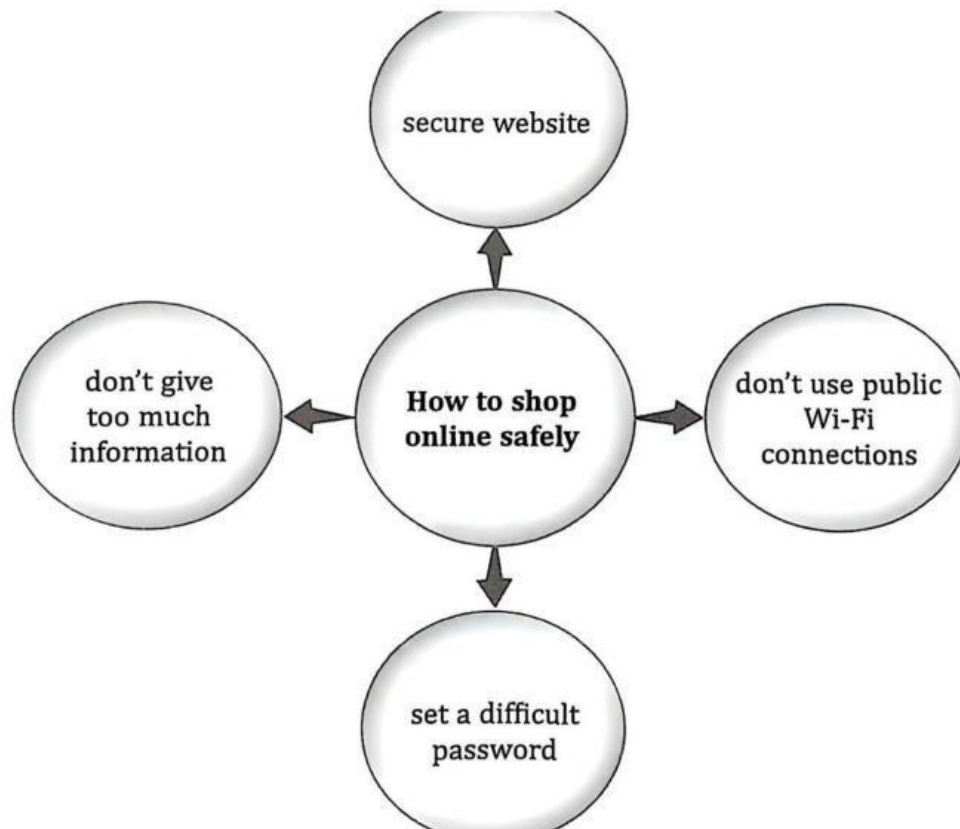 secure website
don't give
too much
information
How to shop
online safely
don't use public
Wi-Fi
connections
set a difficult
password